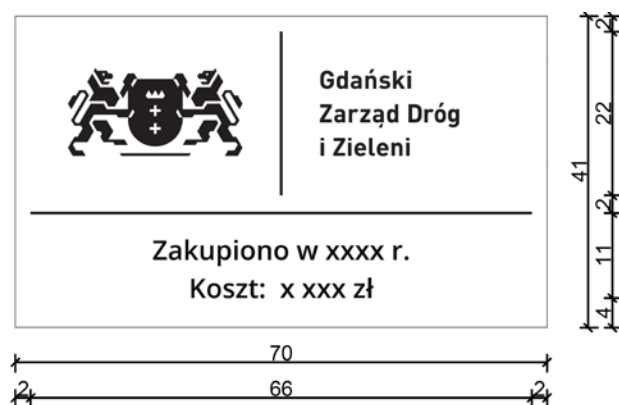 Gdański
Zarząd Dróg
i Zieleni
Zakupiono w xxxx r.
Koszt: x xxx zł
2
22
41
2
11
4
70
2
66
2